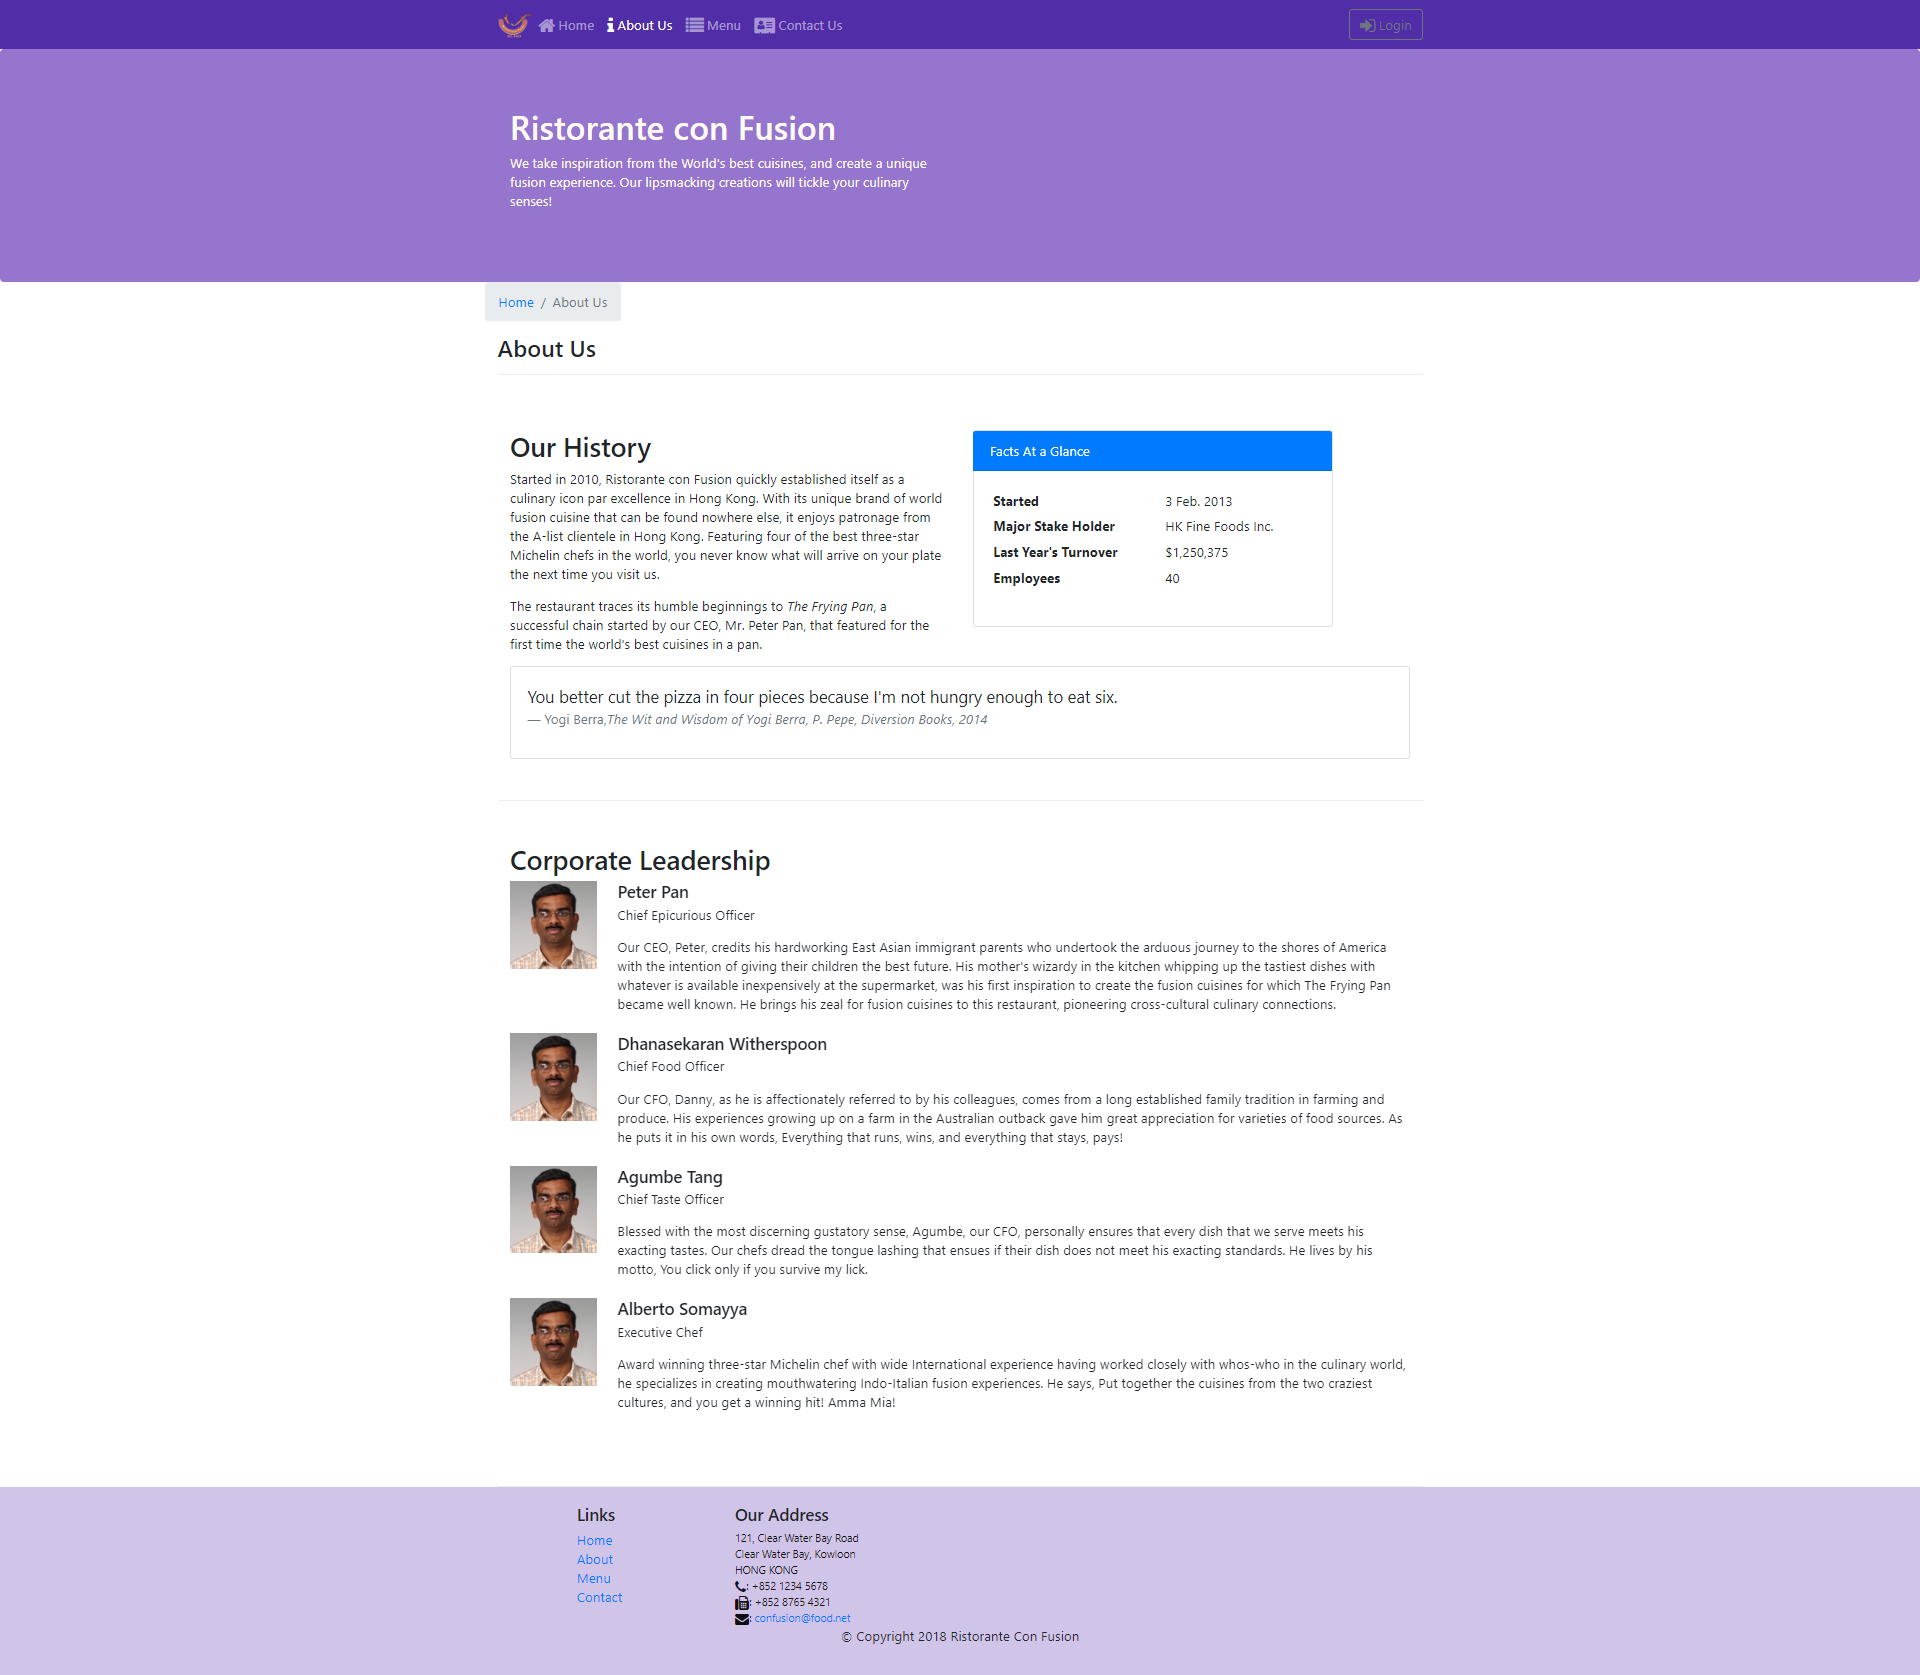 Home About Us Menu Contact Us Login
Ristorante con Fusion
We take inspiration from the World's best cuisines, and create a unique
fusion experience. Our lipsmacking creations will tickle your culinary
senses!
Home / About Us
About Us
Our History
Started in 2010, Ristorante con Fusion quickly established itself as a
culinary icon par excellence in Hong Kong. With its unique brand of world
fusion cuisine that can be found nowhere else, it enjoys patronage from
the A-list clientele in Hong Kong. Featuring four of the best three-star
Michelin chefs in the world, you never know what will arrive on your plate
the next time you visit us.
The restaurant traces its humble beginnings to The Frying Pan, a
successful chain started by our CEO, Mr. Peter Pan, that featured for the
first time the world's best cuisines in a pan.
Facts At a Glance
Started 3 Feb. 2013
Major Stake Holder HK Fine Foods Inc.
Last Year's Turnover $1,250,375
Employees 40
You better cut the pizza in four pieces because I'm not hungry enough to eat six.
— Yogi Berra,The Wit and Wisdom of Yogi Berra, P. Pepe, Diversion Books, 2014
Corporate Leadership
Peter Pan
Chief Epicurious Officer
Our CEO, Peter, credits his hardworking East Asian immigrant parents who undertook the arduous journey to the shores of America
with the intention of giving their children the best future. His mother's wizardy in the kitchen whipping up the tastiest dishes with
whatever is available inexpensively at the supermarket, was his first inspiration to create the fusion cuisines for which The Frying Pan
became well known. He brings his zeal for fusion cuisines to this restaurant, pioneering cross-cultural culinary connections.
Dhanasekaran Witherspoon
Chief Food Officer
Our CFO, Danny, as he is affectionately referred to by his colleagues, comes from a long established family tradition in farming and
produce. His experiences growing up on a farm in the Australian outback gave him great appreciation for varieties of food sources. As
he puts it in his own words, Everything that runs, wins, and everything that stays, pays!
Agumbe Tang
Chief Taste Officer
Blessed with the most discerning gustatory sense, Agumbe, our CFO, personally ensures that every dish that we serve meets his
exacting tastes. Our chefs dread the tongue lashing that ensues if their dish does not meet his exacting standards. He lives by his
motto, You click only if you survive my lick.
Alberto Somayya
Executive Chef
Award winning three-star Michelin chef with wide International experience having worked closely with whos-who in the culinary world,
he specializes in creating mouthwatering Indo-Italian fusion experiences. He says, Put together the cuisines from the two craziest
cultures, and you get a winning hit! Amma Mia!
Links
Home
About
Menu
Contact
Our Address
121, Clear Water Bay Road
Clear Water Bay, Kowloon
HONG KONG
: +852 1234 5678
: +852 8765 4321
: confusion@food.net
© Copyright 2018 Ristorante Con Fusion